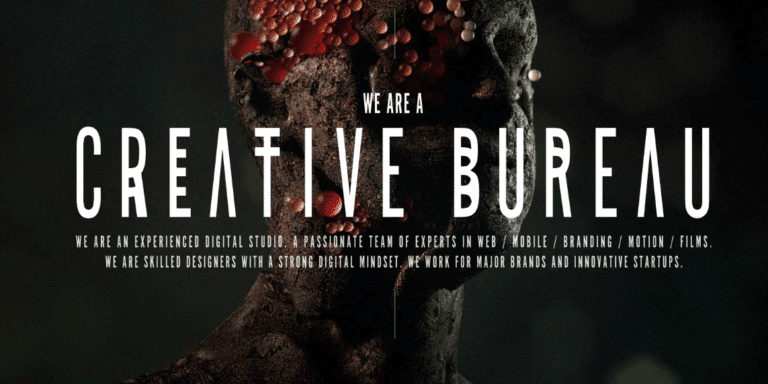 WE ARE A
CREATIVE BUREAU
WE ARE AN EXPERIENCED DIGITAL STUDIO. A PASSIONATE TEAM OF EXPERTS IN WEB / MOBILE / BRANDING / MOTION / FILMS.
WE ARE SKILLED DESIGNERS WITH A STRONG DIGITAL MINDSET. WE WORK FOR MAJOR BRANDS AND INNOVATIVE STARTUPS.